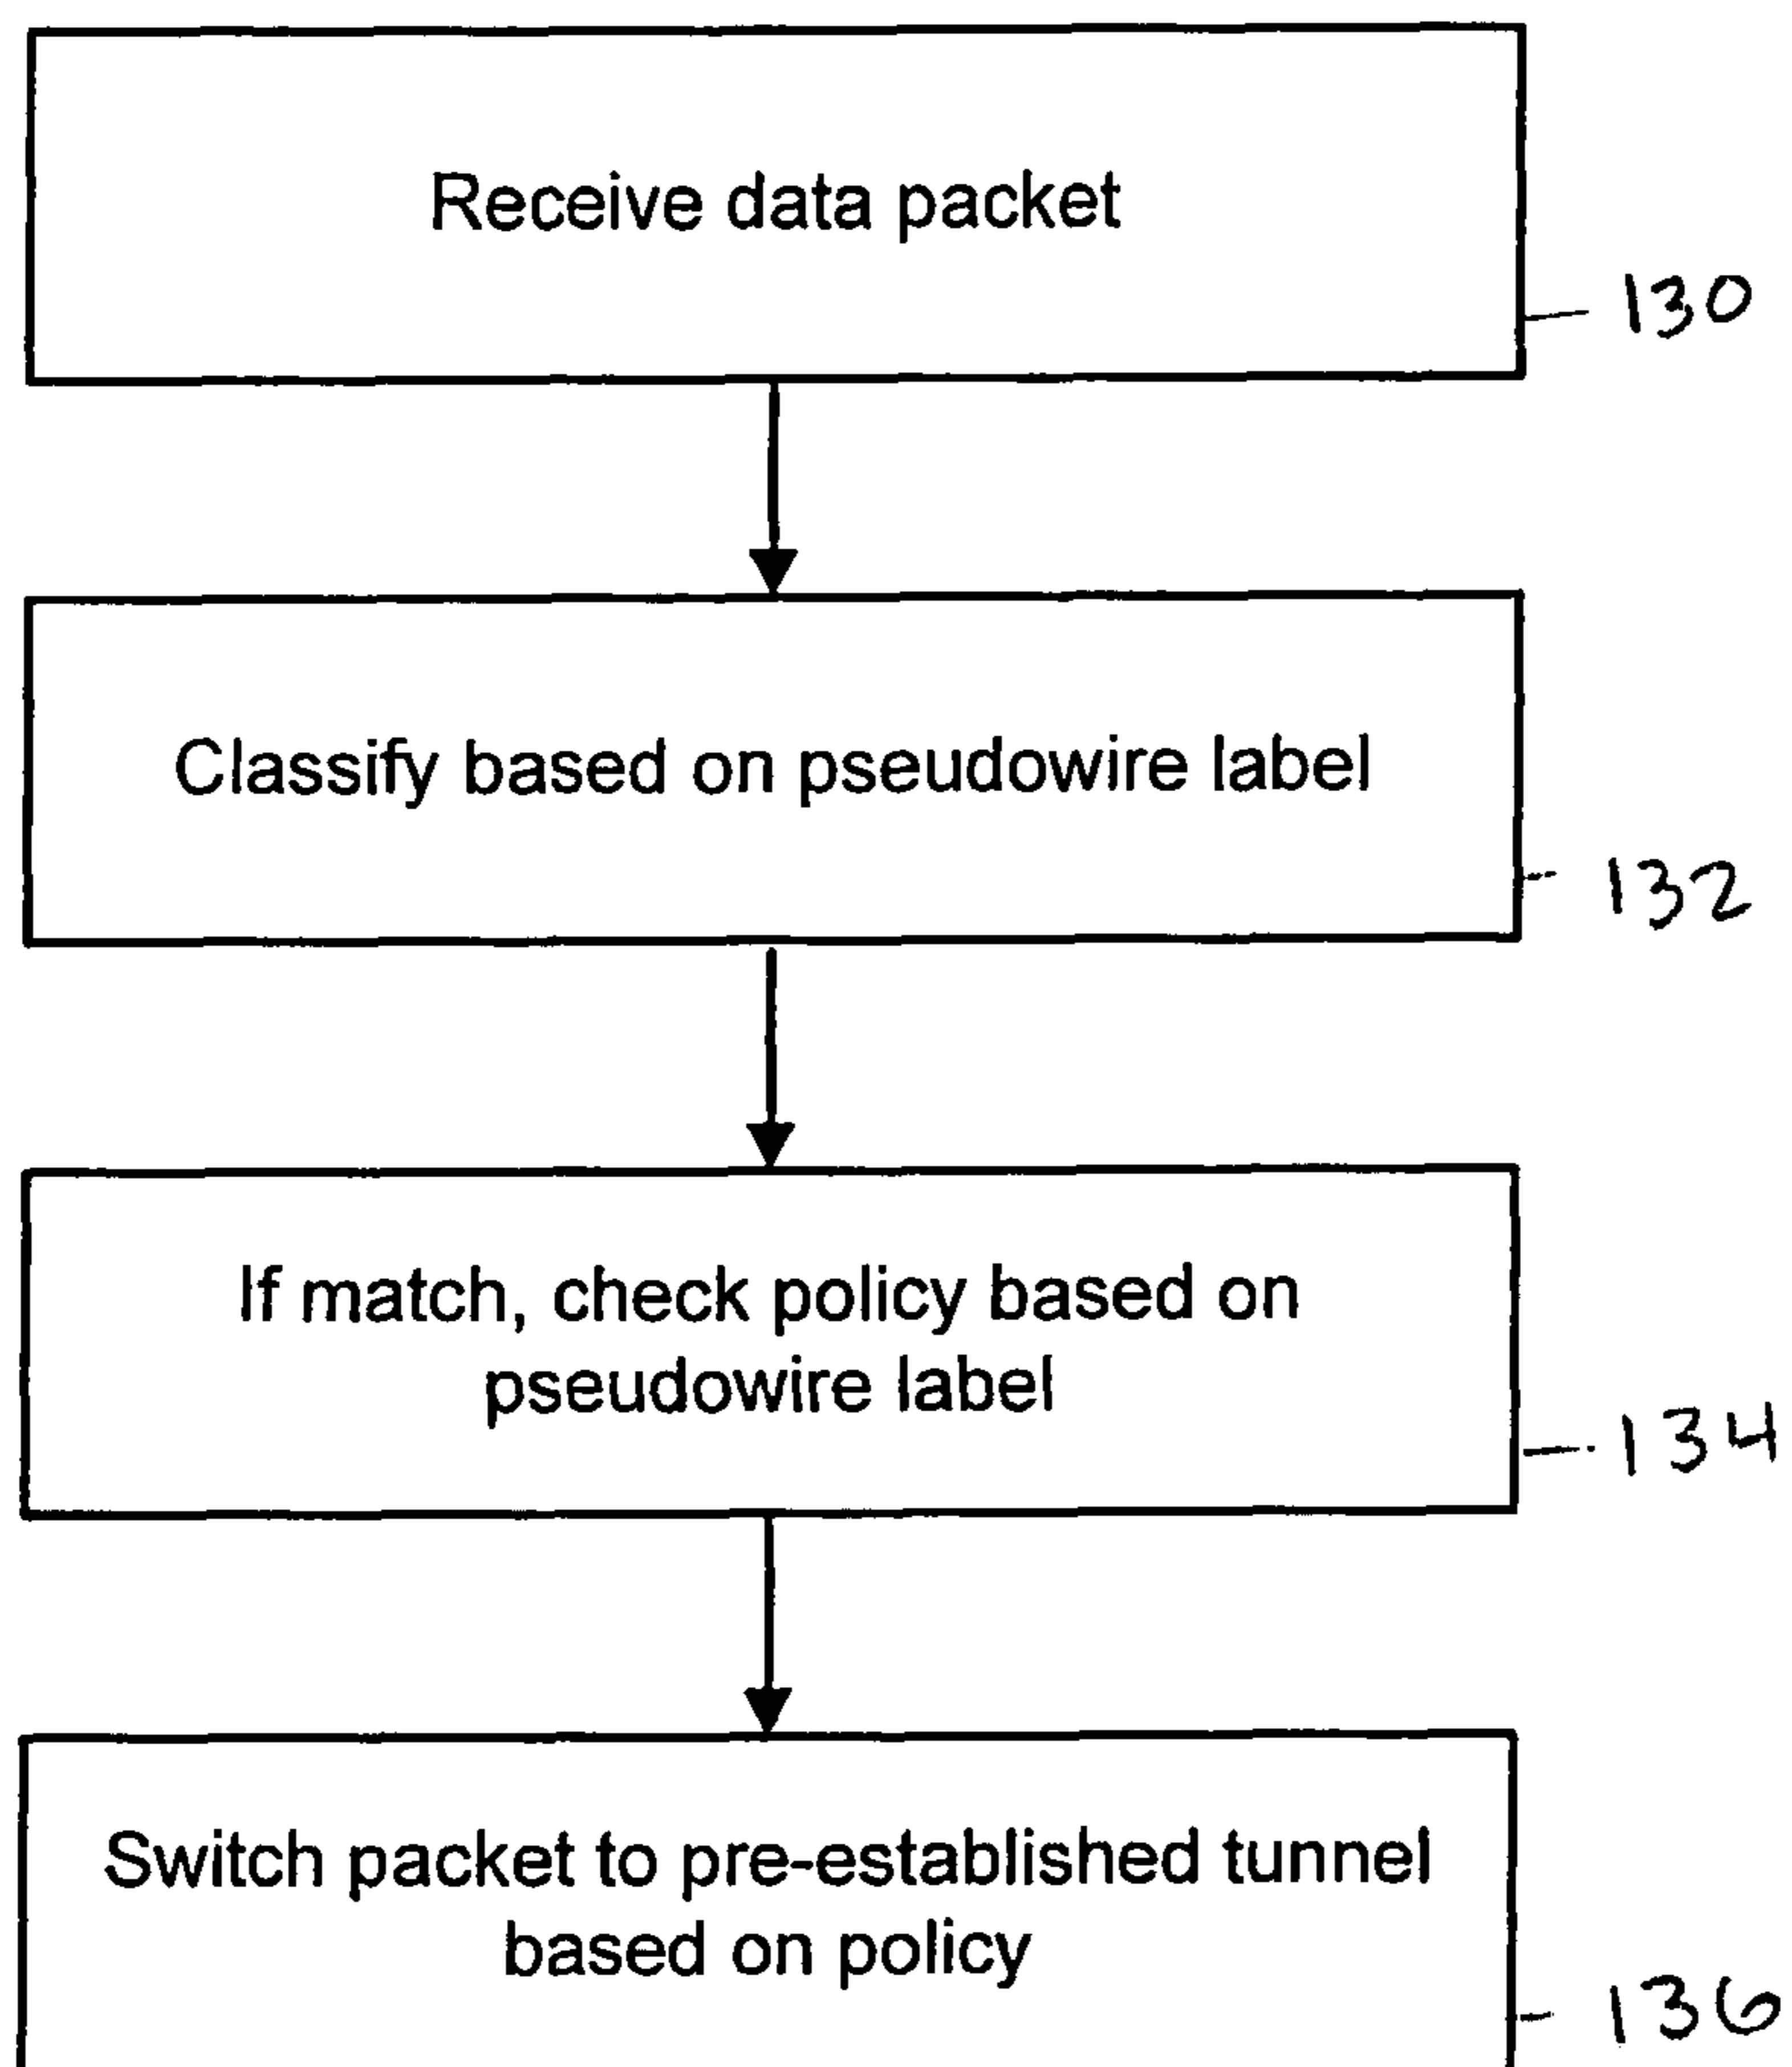 Receive data packet
130
Classify based on pseudowire label
132
If match, check policy based on
pseudowire label
134
Switch packet to pre-established tunnel
based on policy
136